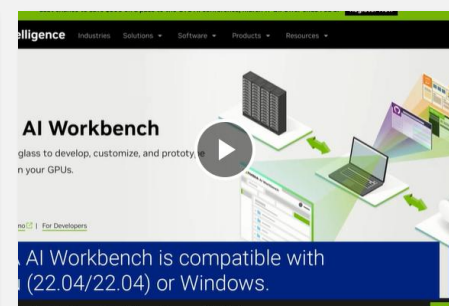 elligence Industries Solutions Software Products Resources
AI Workbench
glass to develop, customize, and prototype
n your GPUs.
mo | For Developers
AI Workbench is compatible with
(22.04/22.04) or Windows.